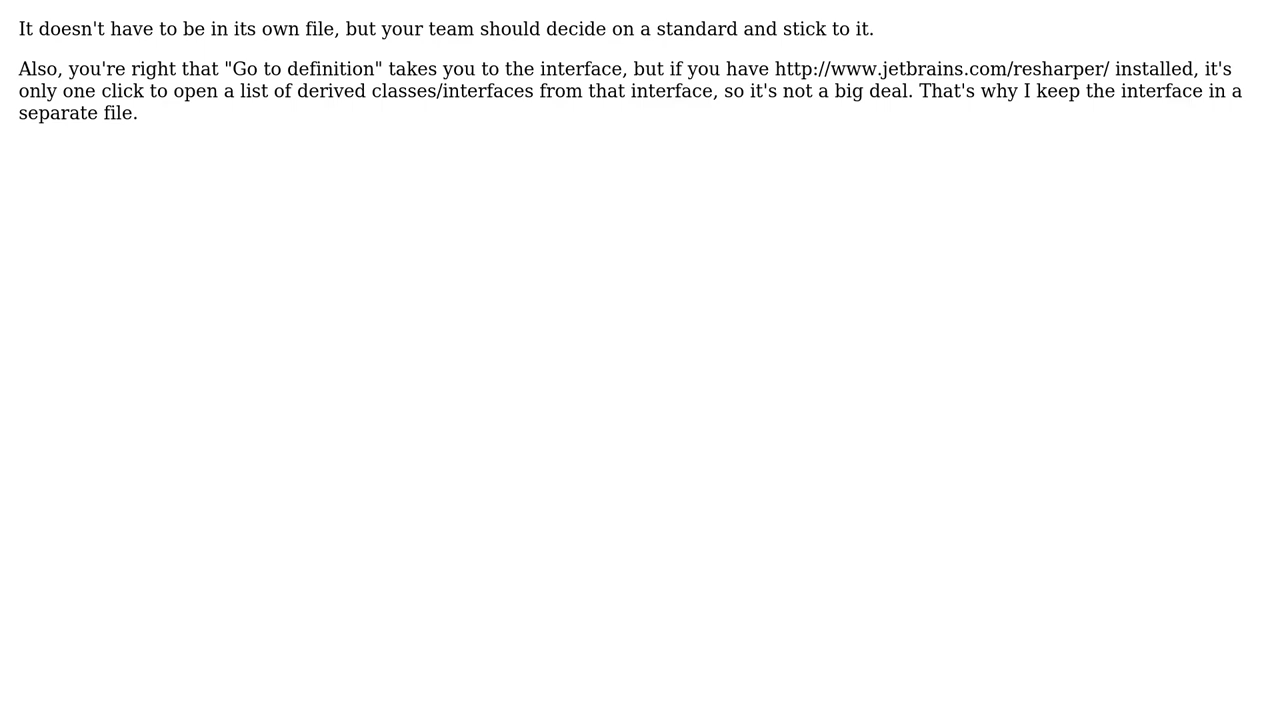 It doesn't have to be in its own file, but your team should decide on a standard and stick to it.
Also, you're right that "Go to definition" takes you to the interface, but if you have http://www.jetbrains.com/resharper/ installed, it's
only one click to open a list of derived classes/interfaces from that interface, so it's not a big deal. That's why I keep the interface in a
separate file.